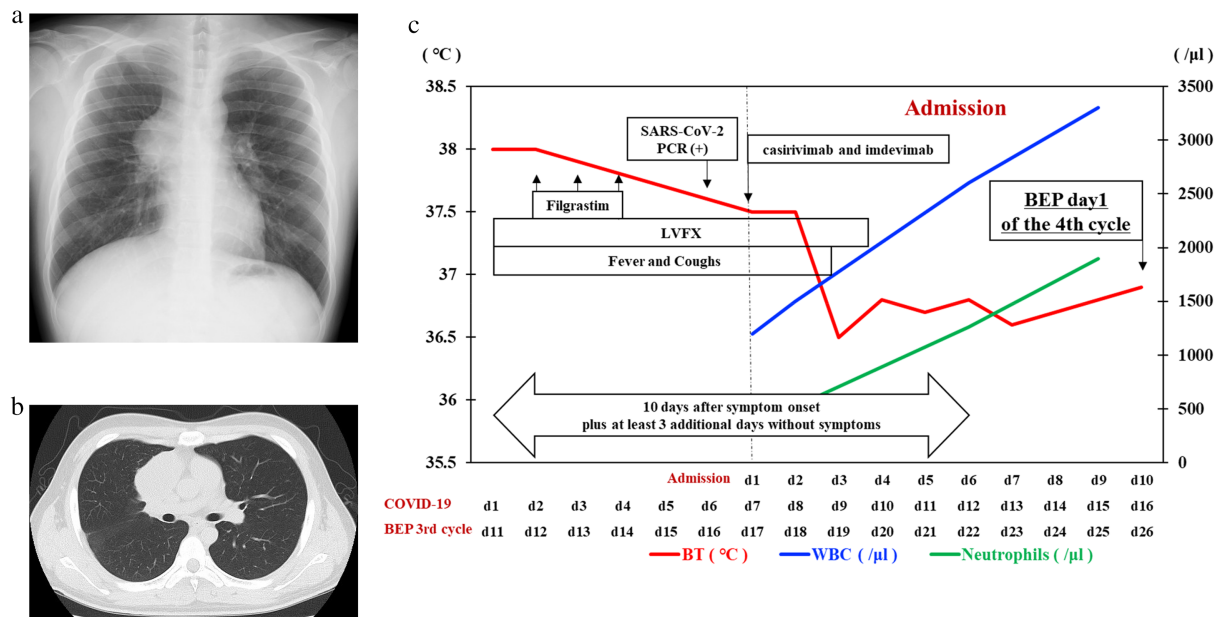 a
b
c
( ℃ )
( /μl )
38.5
38
37.5
37
36.5
36
35.5
3500
3000
2500
2000
1500
1000
500
0
Admission
SARS-CoV-2
PCR (+)
casirivimab and imdevimab
Filgrastim
BEP day1
of the 4th cycle
LVFX
Fever and Coughs
10 days after symptom onset
plus at least 3 additional days without symptoms
Admission d1 d2 d3 d4 d5 d6 d7 d8 d9 d10
COVID-19 d1 d2 d3 d4 d5 d6 d7 d8 d9 d10 d11 d12 d13 d14 d15 d16
BEP 3rd cycle d11 d12 d13 d14 d15 d16 d17 d18 d19 d20 d21 d22 d23 d24 d25 d26
BT ( ℃ ) WBC ( /μl ) Neutrophils ( /μl )